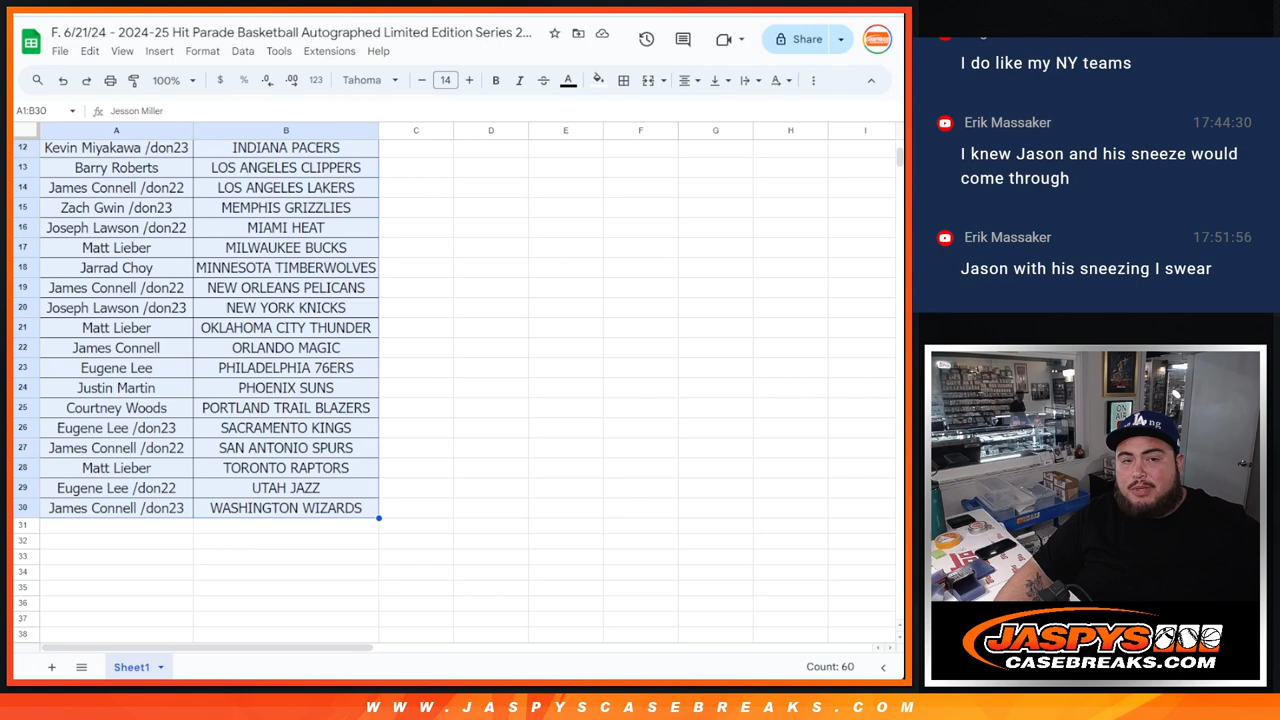 F. 6/21/24 - 2024-25 Hit Parade Basketball Autographed Limited Edition Series 2...
File Edit View Insert Format Data Tools Extensions Help
Share
100%
$ % .0 .00 123
Tahoma
14
B I S A
A1:B30
fx Jesson Miller
A B C D E F G H I
12 Kevin Miyakawa /don23 INDIANA PACERS
13 Barry Roberts LOS ANGELES CLIPPERS
14 James Connell /don22 LOS ANGELES LAKERS
15 Zach Gwin /don23 MEMPHIS GRIZZLIES
16 Joseph Lawson /don22 MIAMI HEAT
17 Matt Lieber MILWAUKEE BUCKS
18 Jarrad Choy MINNESOTA TIMBERWOLVES
19 James Connell /don22 NEW ORLEANS PELICANS
20 Joseph Lawson /don23 NEW YORK KNICKS
21 Matt Lieber OKLAHOMA CITY THUNDER
22 James Connell ORLANDO MAGIC
23 Eugene Lee PHILADELPHIA 76ERS
24 Justin Martin PHOENIX SUNS
25 Courtney Woods PORTLAND TRAIL BLAZERS
26 Eugene Lee /don23 SACRAMENTO KINGS
27 James Connell /don22 SAN ANTONIO SPURS
28 Matt Lieber TORONTO RAPTORS
29 Eugene Lee /don22 UTAH JAZZ
30 James Connell /don23 WASHINGTON WIZARDS
31
32
33
34
35
36
37
38
Sheet1
Count: 60
I do like my NY teams
Erik Massaker 17:44:30
I knew Jason and his sneeze would
come through
Erik Massaker 17:51:56
Jason with his sneezing I swear
ON
AIR
LA
JASPYS
CASEBREAKS.COM
WWW.JASPYSCASEBREAKS.COM